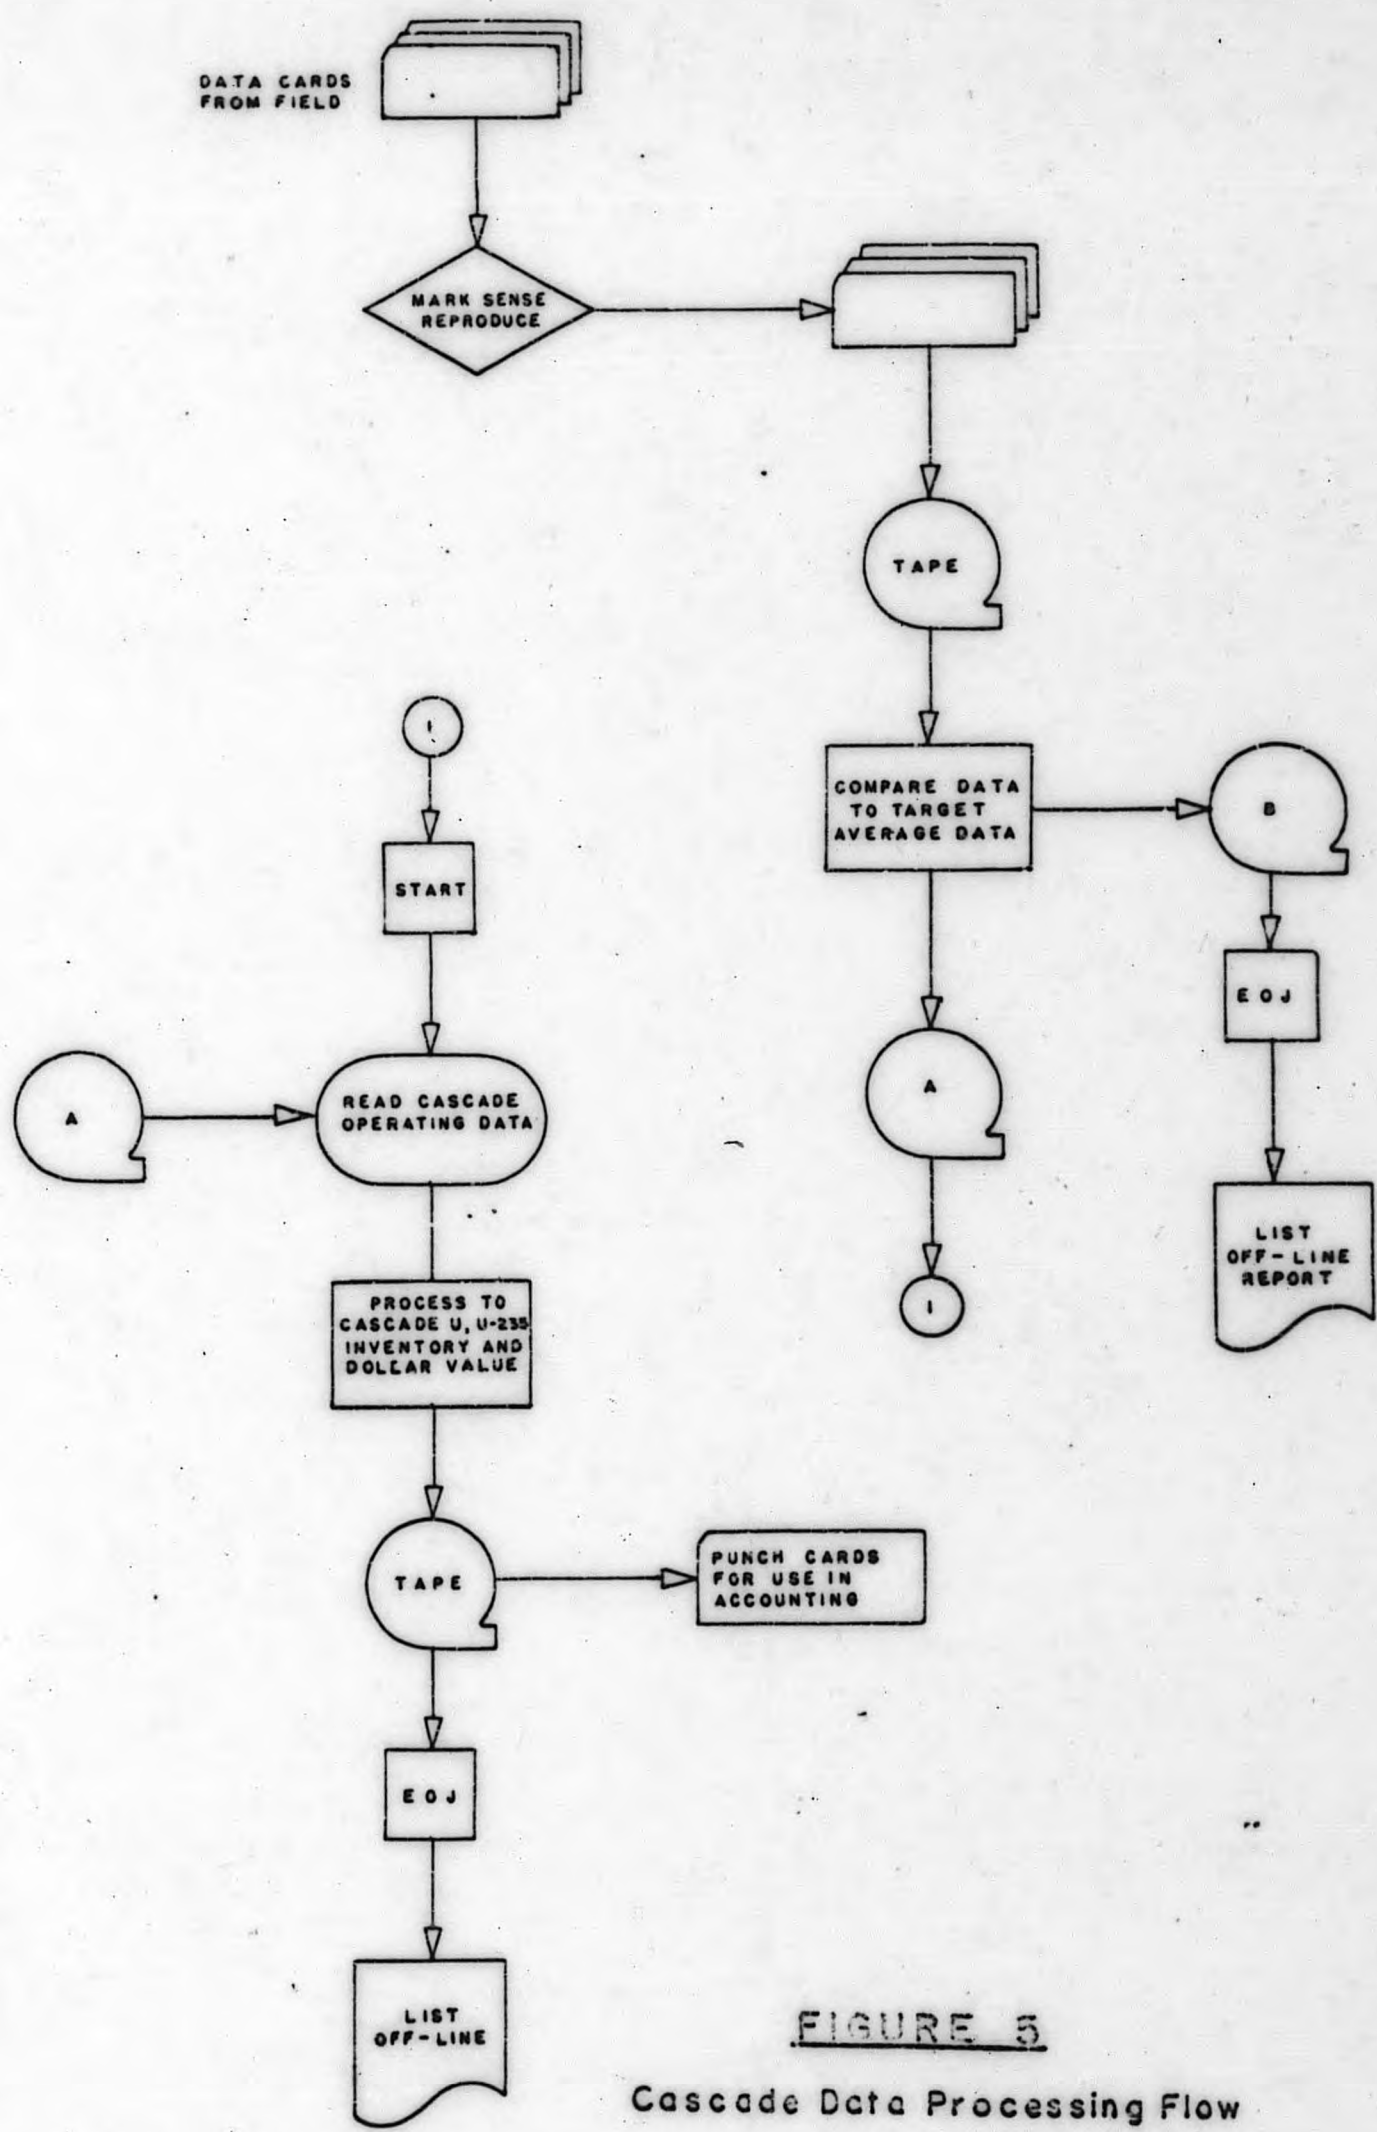 DATA CARDS
FROM FIELD
MARK SENSE
REPRODUCE
TAPE
1
COMPARE DATA
TO TARGET
AVERAGE DATA
B
START
EOJ
A
READ CASCADE
OPERATING DATA
A
LIST
OFF-LINE
REPORT
PROCESS TO
CASCADE U, U-235
INVENTORY AND
DOLLAR VALUE
1
TAPE
PUNCH CARDS
FOR USE IN
ACCOUNTING
EOJ
LIST
OFF-LINE
FIGURE 5
Cascade Data Processing Flow